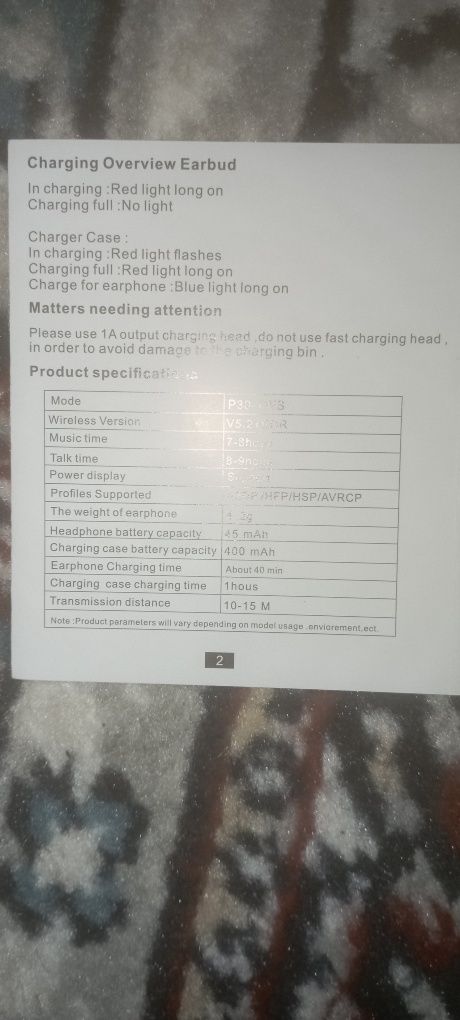 Charging Overview Earbud
In charging :Red light long on
Charging full :No light
Charger Case :
In charging :Red light flashes
Charging full :Red light long on
Charge for earphone :Blue light long on
Matters needing attention
Please use 1A output charging head ,do not use fast charging head ,
in order to avoid damage to the charging bin .
Product specifications
Mode
Wireless Version
Music time
Talk time
Power display
Profiles Supported /HFP/HSP/AVRCP
The weight of earphone
Headphone battery capacity 45 mAh
Charging case battery capacity 400 mAh
Earphone Charging time About 40 min
Charging case charging time 1hous
Transmission distance 10-15 M
Note :Product parameters will vary depending on model usage ,enviorement,ect.
2